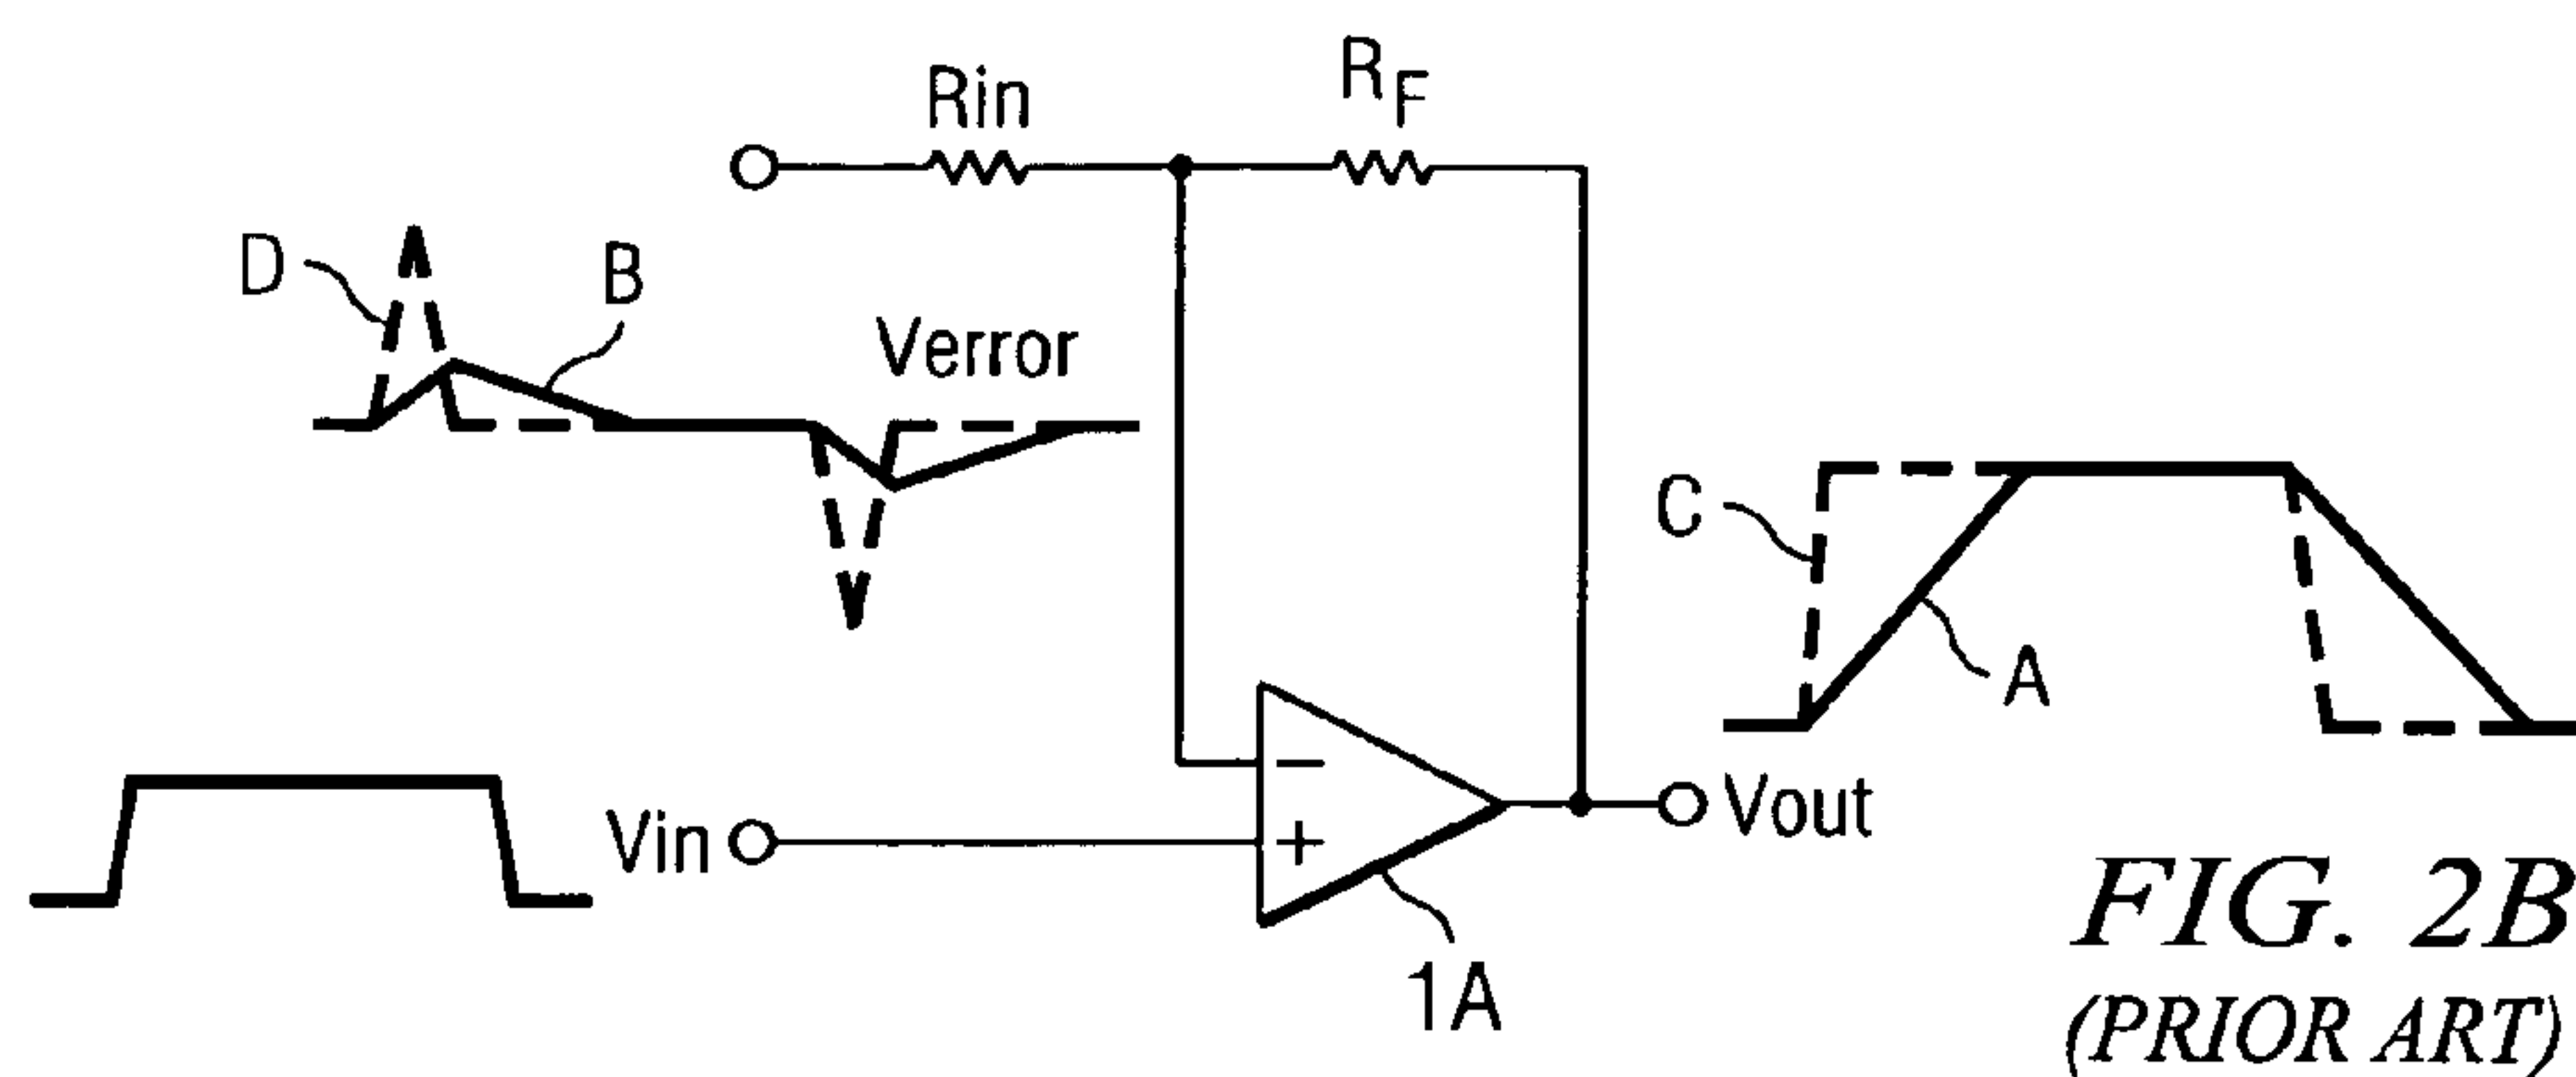 Rin
RF
D
B
Verror
C
A
Vin
−
+
Vout
1A
FIG. 2B
(PRIOR ART)